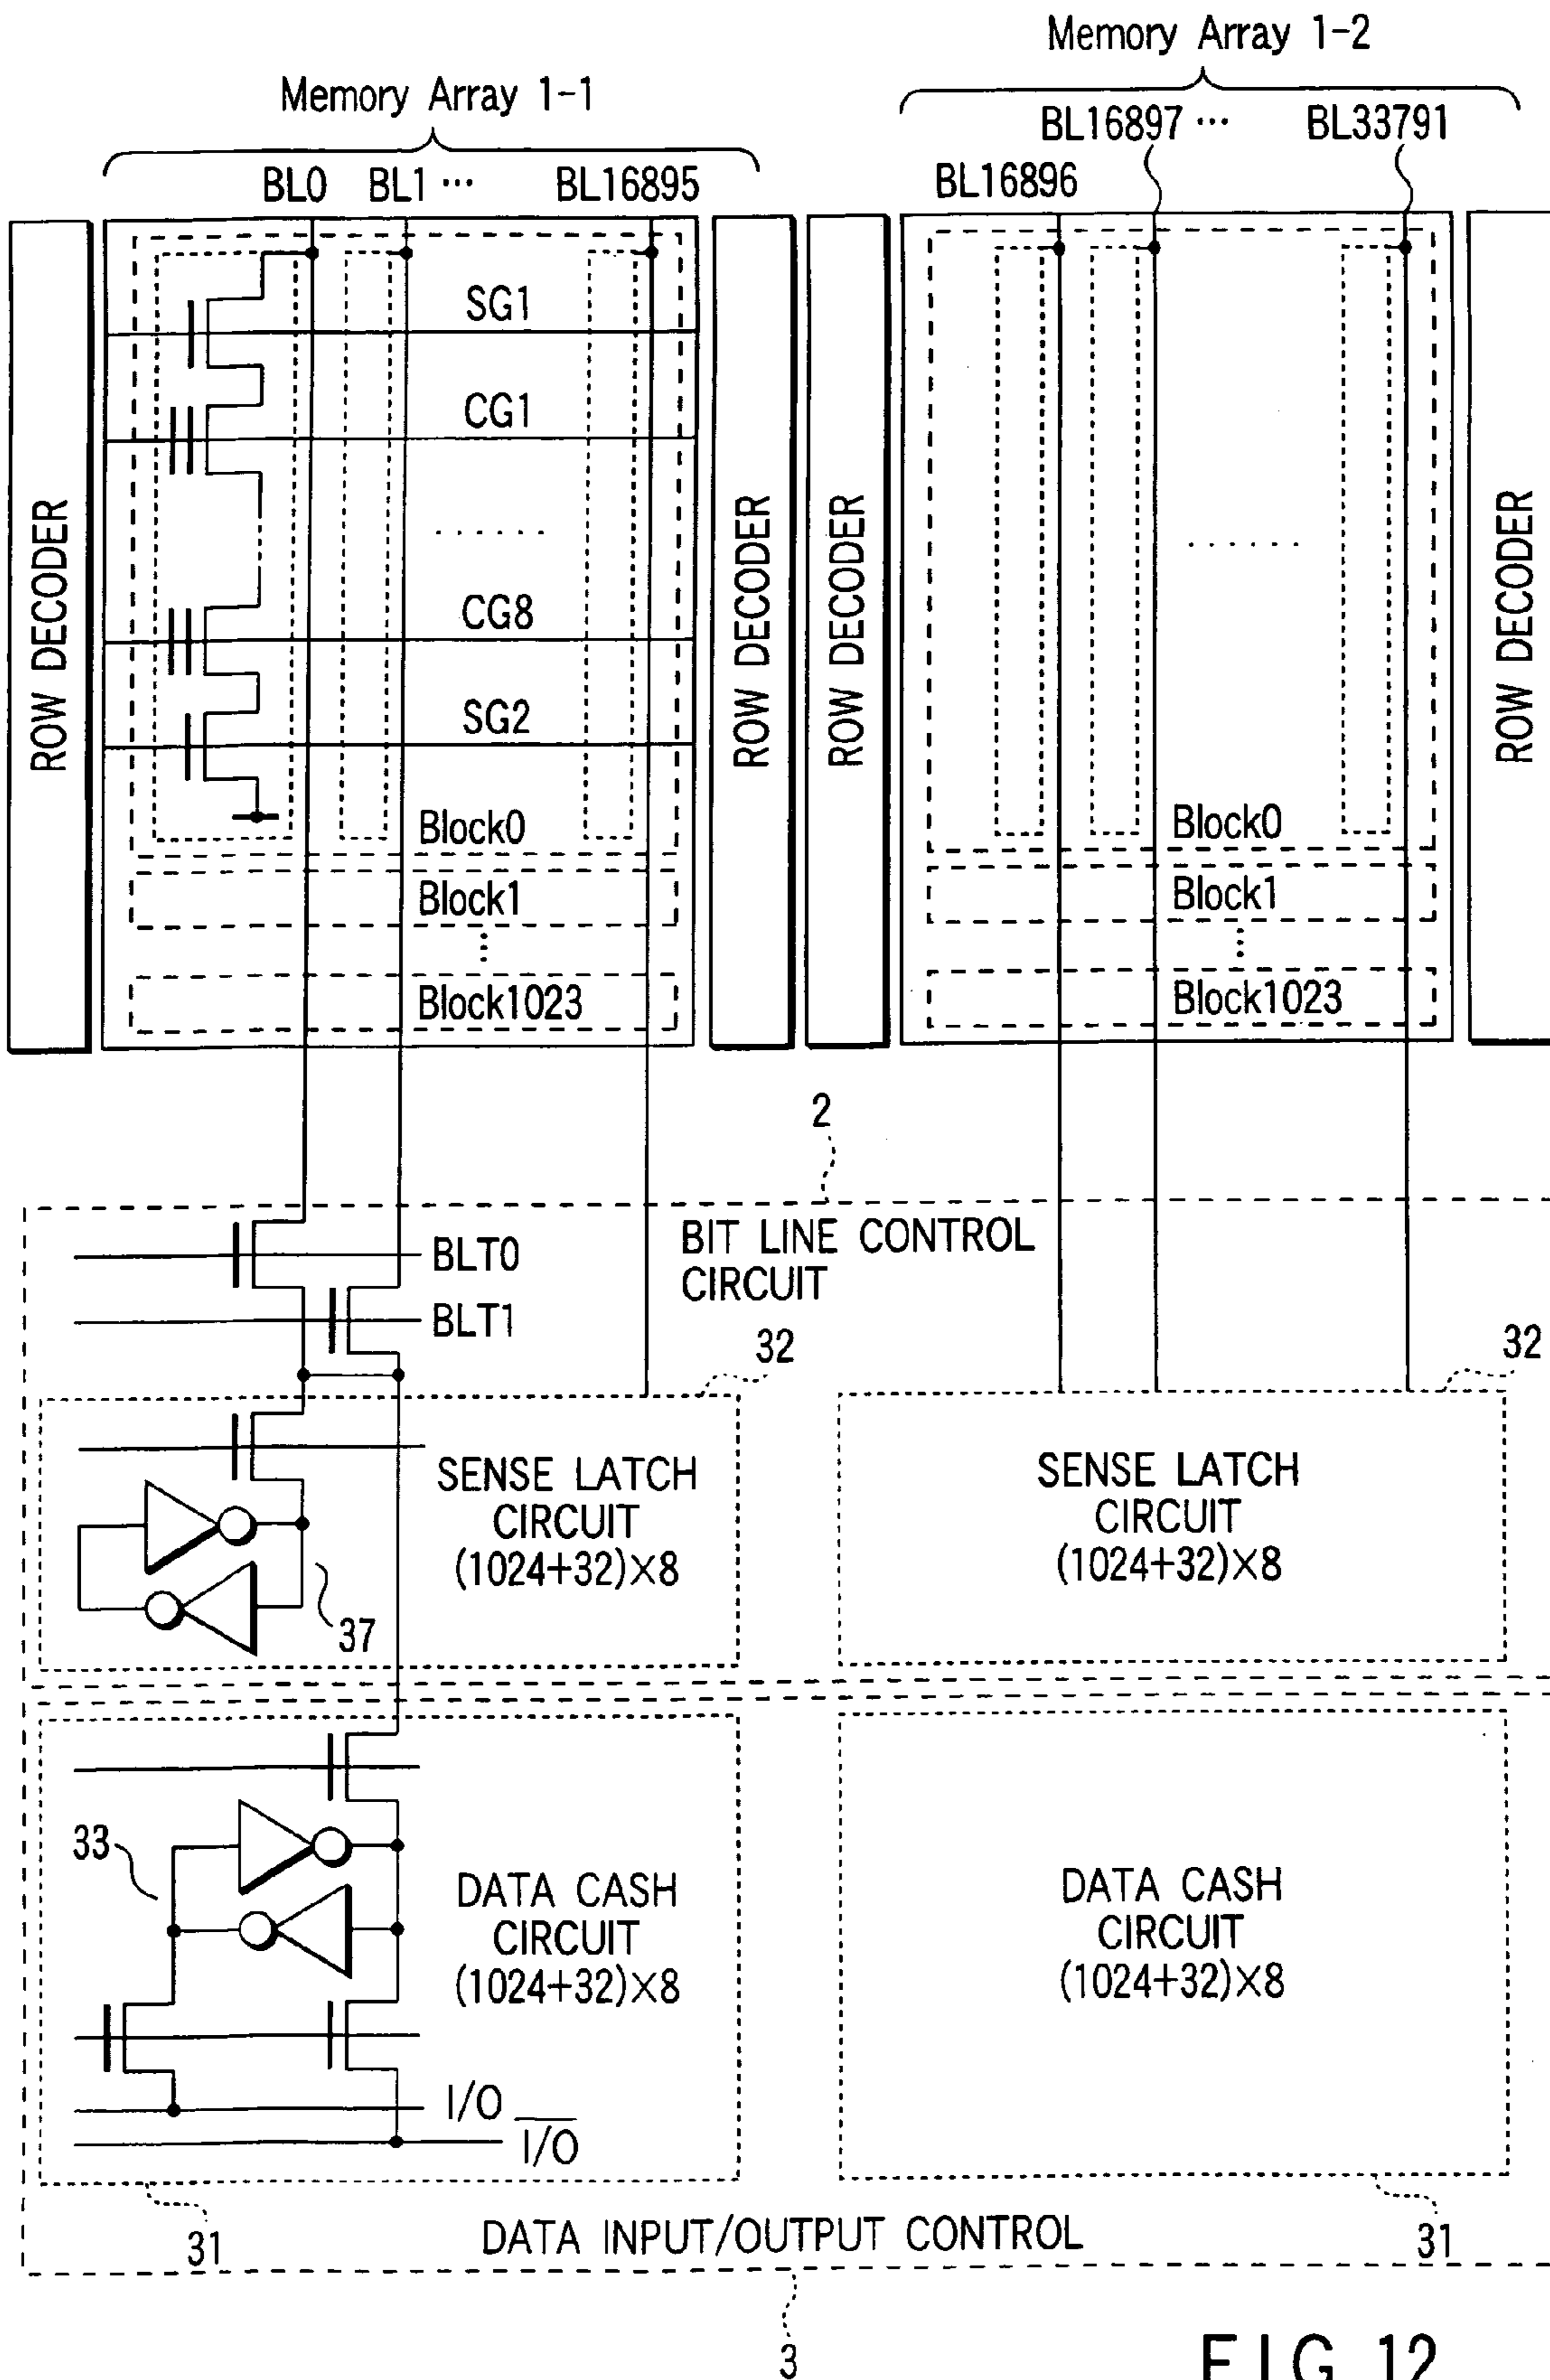 Memory Array 1-2
Memory Array 1-1
BL16897 ··· BL33791
BL0 BL1 ··· BL16895
BL16896
ROW DECODER
SG1
CG1
CG8
SG2
ROW DECODER
ROW DECODER
ROW DECODER
Block0
Block1
Block1023
Block0
Block1
Block1023
2
BIT LINE CONTROL
CIRCUIT
BLT0
BLT1
32
32
SENSE LATCH
CIRCUIT
(1024+32)×8
37
SENSE LATCH
CIRCUIT
(1024+32)×8
33
DATA CASH
CIRCUIT
(1024+32)×8
DATA CASH
CIRCUIT
(1024+32)×8
I/O
I/O
31
DATA INPUT/OUTPUT CONTROL
31
3
FIG. 12